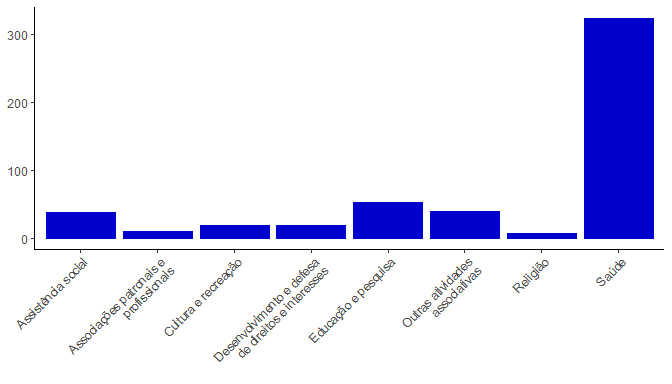 300
200
100
0
Assistência social
Associações patronais e
profissionais
Cultura e recreação
Desenvolvimento e defesa
de direitos e interesses
Educação e pesquisa
Outras atividades
associativas
Religião
Saúde